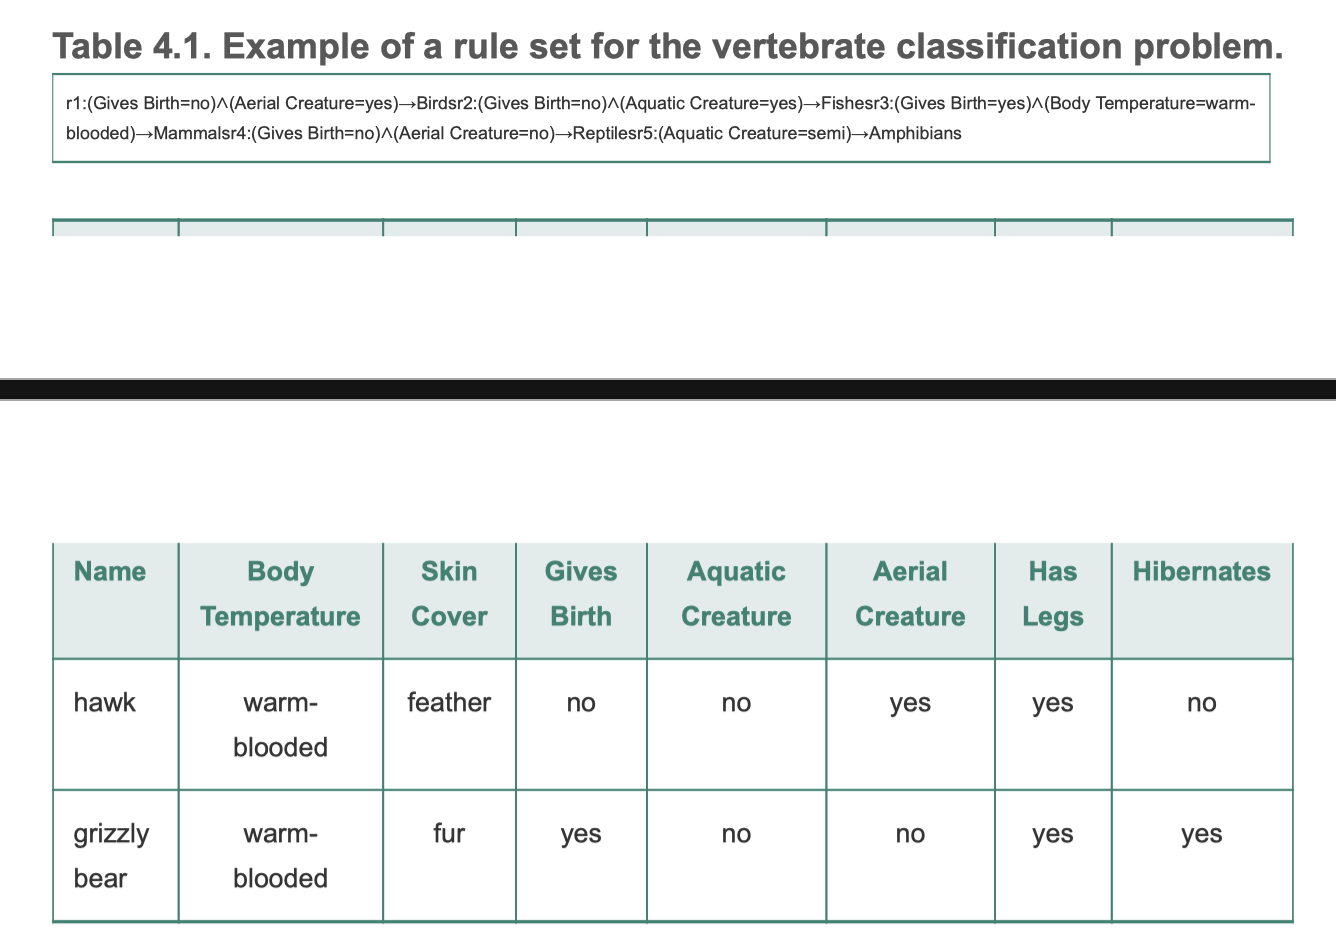 Table 4.1. Example of a rule set for the vertebrate classification problem.
r1:(Gives Birth=no)∧(Aerial Creature=yes)→Birdsr2:(Gives Birth=no)∧(Aquatic Creature=yes)→Fishesr3:(Gives Birth=yes)∧(Body Temperature=warm-
blooded)→Mammalsr4:(Gives Birth=no)∧(Aerial Creature=no)→Reptilesr5:(Aquatic Creature=semi)→Amphibians
Name Body Skin Gives Aquatic Aerial Has Hibernates
Temperature Cover Birth Creature Creature Legs
hawk warm- feather no no yes yes no
blooded
grizzly warm- fur yes no no yes yes
bear blooded